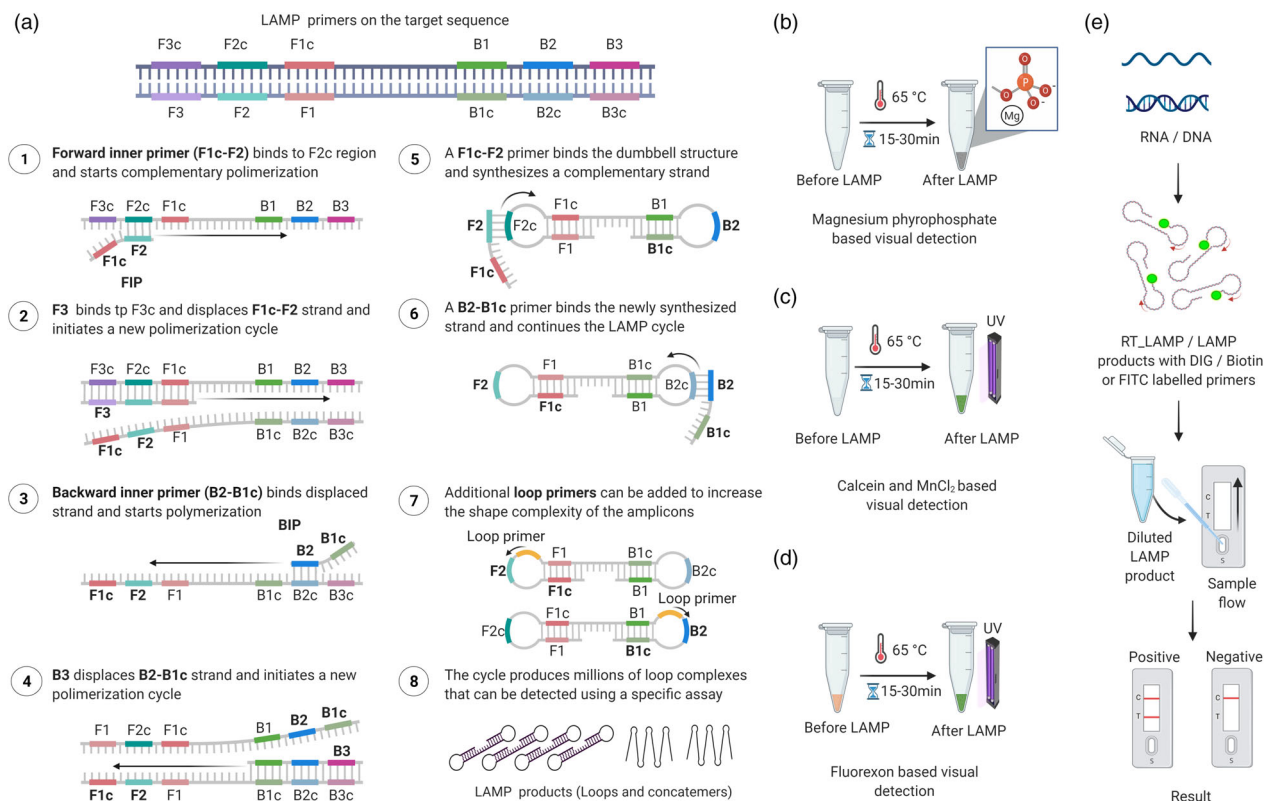 (a)
LAMP primers on the target sequence
F3c F2c F1c B1 B2 B3
F3 F2 F1 B1c B2c B3c
1
Forward inner primer (F1c-F2) binds to F2c region
and starts complementary polimerization
F3c F2c F1c B1 B2 B3
F1c F2
FIP
2
F3 binds tp F3c and displaces F1c-F2 strand and
initiates a new polimerization cycle
F3c F2c F1c B1 B2 B3
F3
F1c F2 F1 B1c B2c B3c
3
Backward inner primer (B2-B1c) binds displaced
strand and starts polymerization
BIP
B2 B1c
F1c F2 F1 B1c B2c B3c
4
B3 displaces B2-B1c strand and initiates a new
polimerization cycle
F1 F2c F1c B1 B2 B1c
B3
F1c F2 F1 B1c B2c B3c
5
A F1c-F2 primer binds the dumbbell structure
and synthesizes a complementary strand
F1c B1
F2 F2c B2
F1 B1c
F1c
6
A B2-B1c primer binds the newly synthesized
strand and continues the LAMP cycle
F1 B1c
F2 B2c B2
F1c B1
B1c
7
Additional loop primers can be added to increase
the shape complexity of the amplicons
Loop primer
F1 B1c
F2 B2c
F1c B1
Loop primer
F1c B1
F2c B2
F1 B1c
8
The cycle produces millions of loop complexes
that can be detected using a specific assay
LAMP products (Loops and concatemers)
(b)
65 °C
15-30min
O
O P O-
O-
Mg
Before LAMP After LAMP
Magnesium phyrophosphate
based visual detection
(c)
UV
65 °C
15-30min
Before LAMP After LAMP
Calcein and MnCl₂ based
visual detection
(d)
UV
65 °C
15-30min
Before LAMP After LAMP
Fluorexon based visual
detection
(e)
RNA / DNA
RT_LAMP / LAMP
products with DIG / Biotin
or FITC labelled primers
C
T
S
Diluted
LAMP
product
Sample
flow
Positive Negative
C C
T T
S S
Result